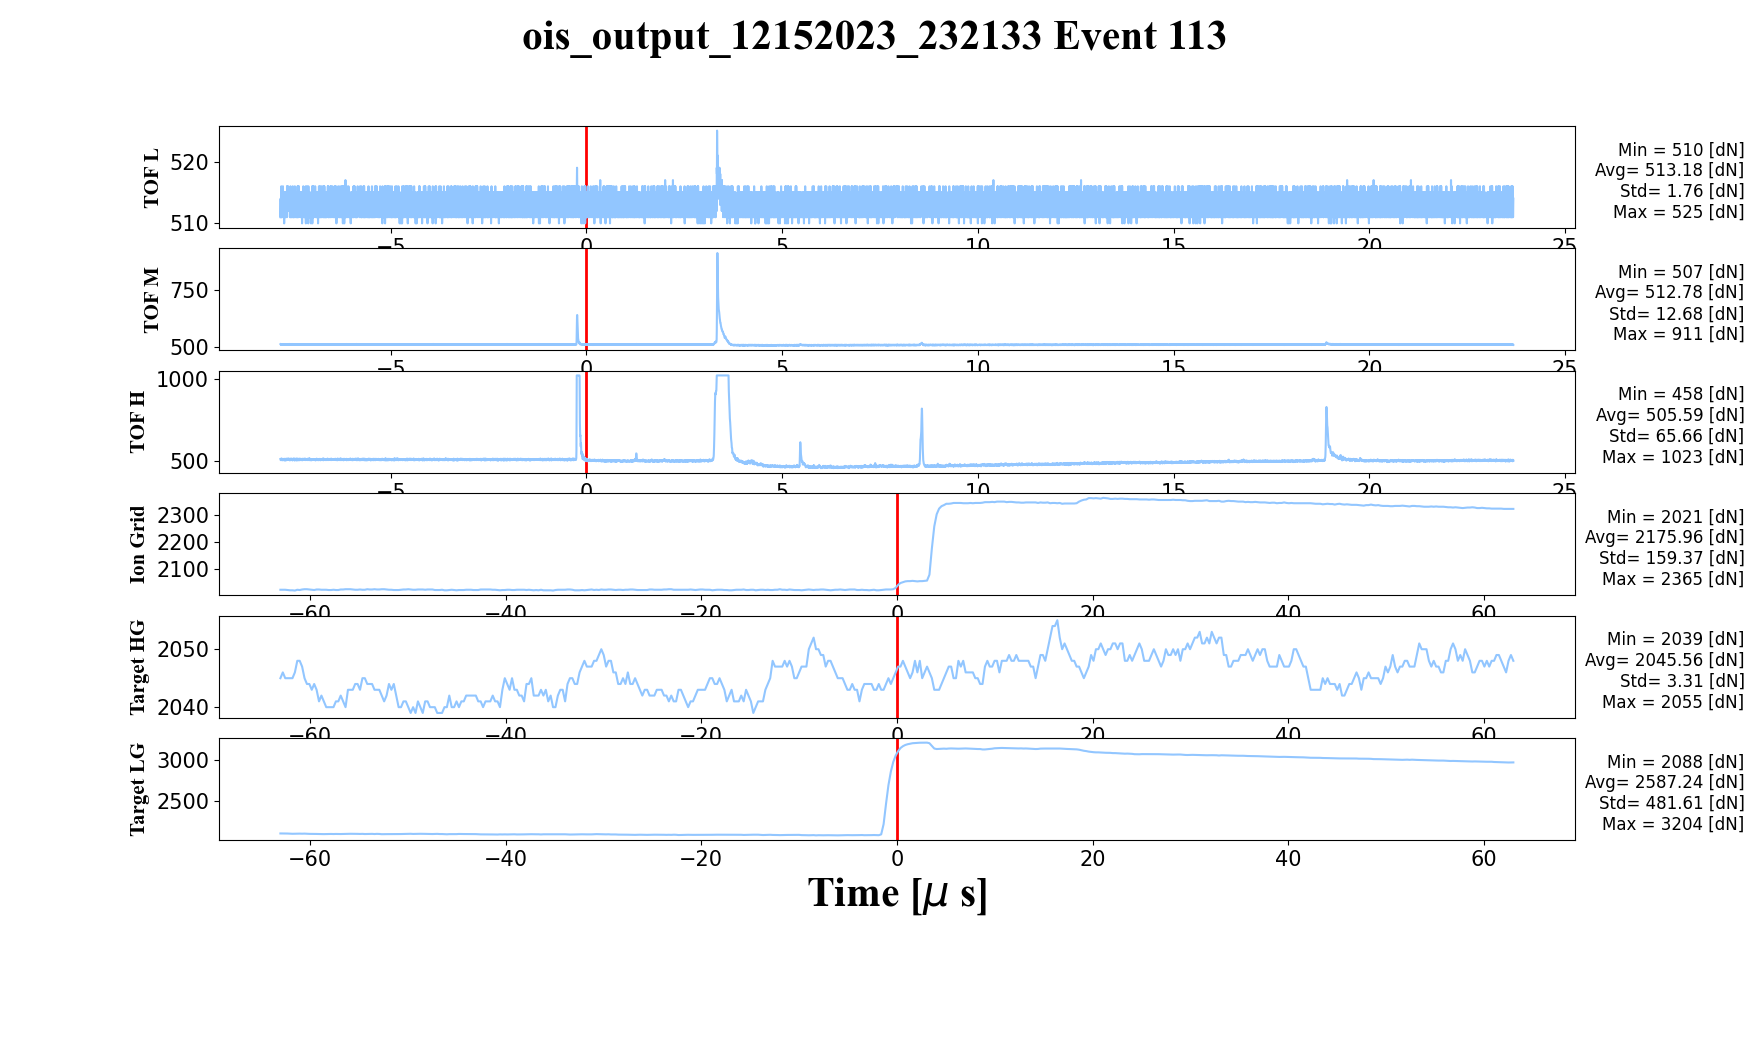 ois_output_12152023_232133 Event 113
TOF L
520
510
−5
0
5
10
15
20
25
Min = 510 [dN]
Avg= 513.18 [dN]
Std= 1.76 [dN]
Max = 525 [dN]
TOF M
750
500
−5
0
5
10
15
20
25
Min = 507 [dN]
Avg= 512.78 [dN]
Std= 12.68 [dN]
Max = 911 [dN]
TOF H
1000
500
−5
0
5
10
15
20
25
Min = 458 [dN]
Avg= 505.59 [dN]
Std= 65.66 [dN]
Max = 1023 [dN]
Ion Grid
2300
2200
2100
−60
−40
−20
0
20
40
60
Min = 2021 [dN]
Avg= 2175.96 [dN]
Std= 159.37 [dN]
Max = 2365 [dN]
Target HG
2050
2040
−60
−40
−20
0
20
40
60
Min = 2039 [dN]
Avg= 2045.56 [dN]
Std= 3.31 [dN]
Max = 2055 [dN]
Target LG
3000
2500
−60
−40
−20
0
20
40
60
Min = 2088 [dN]
Avg= 2587.24 [dN]
Std= 481.61 [dN]
Max = 3204 [dN]
Time [μ s]